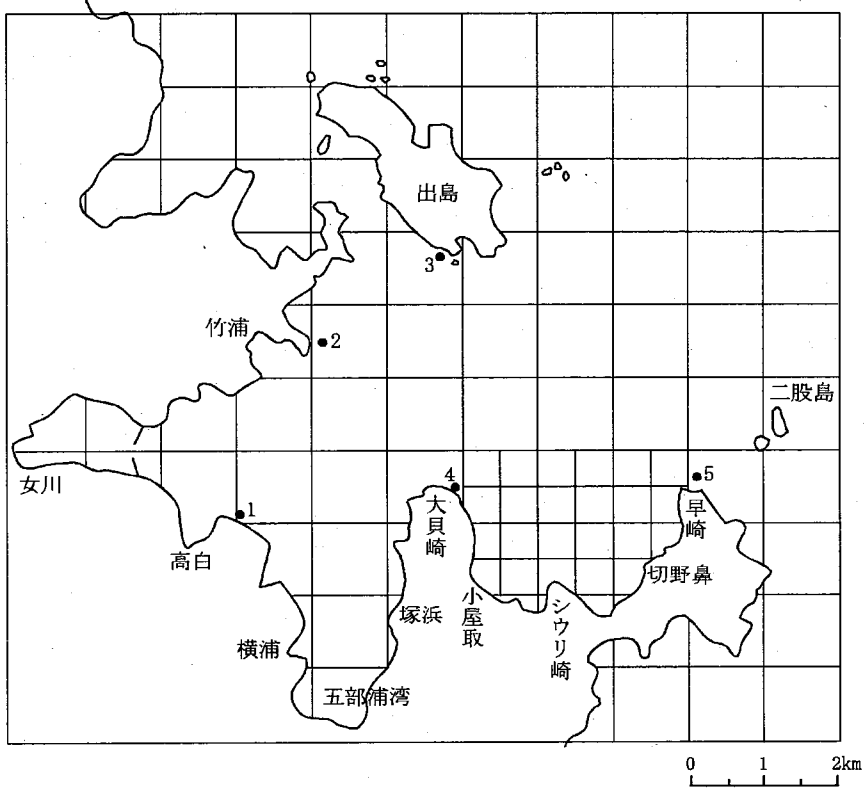 出島
3
竹浦
2
二股島
女川
1
4
5
大貝崎
早崎
高白
切野鼻
小屋取
シウリ崎
塚浜
横浦
五部浦湾
0 1 2km